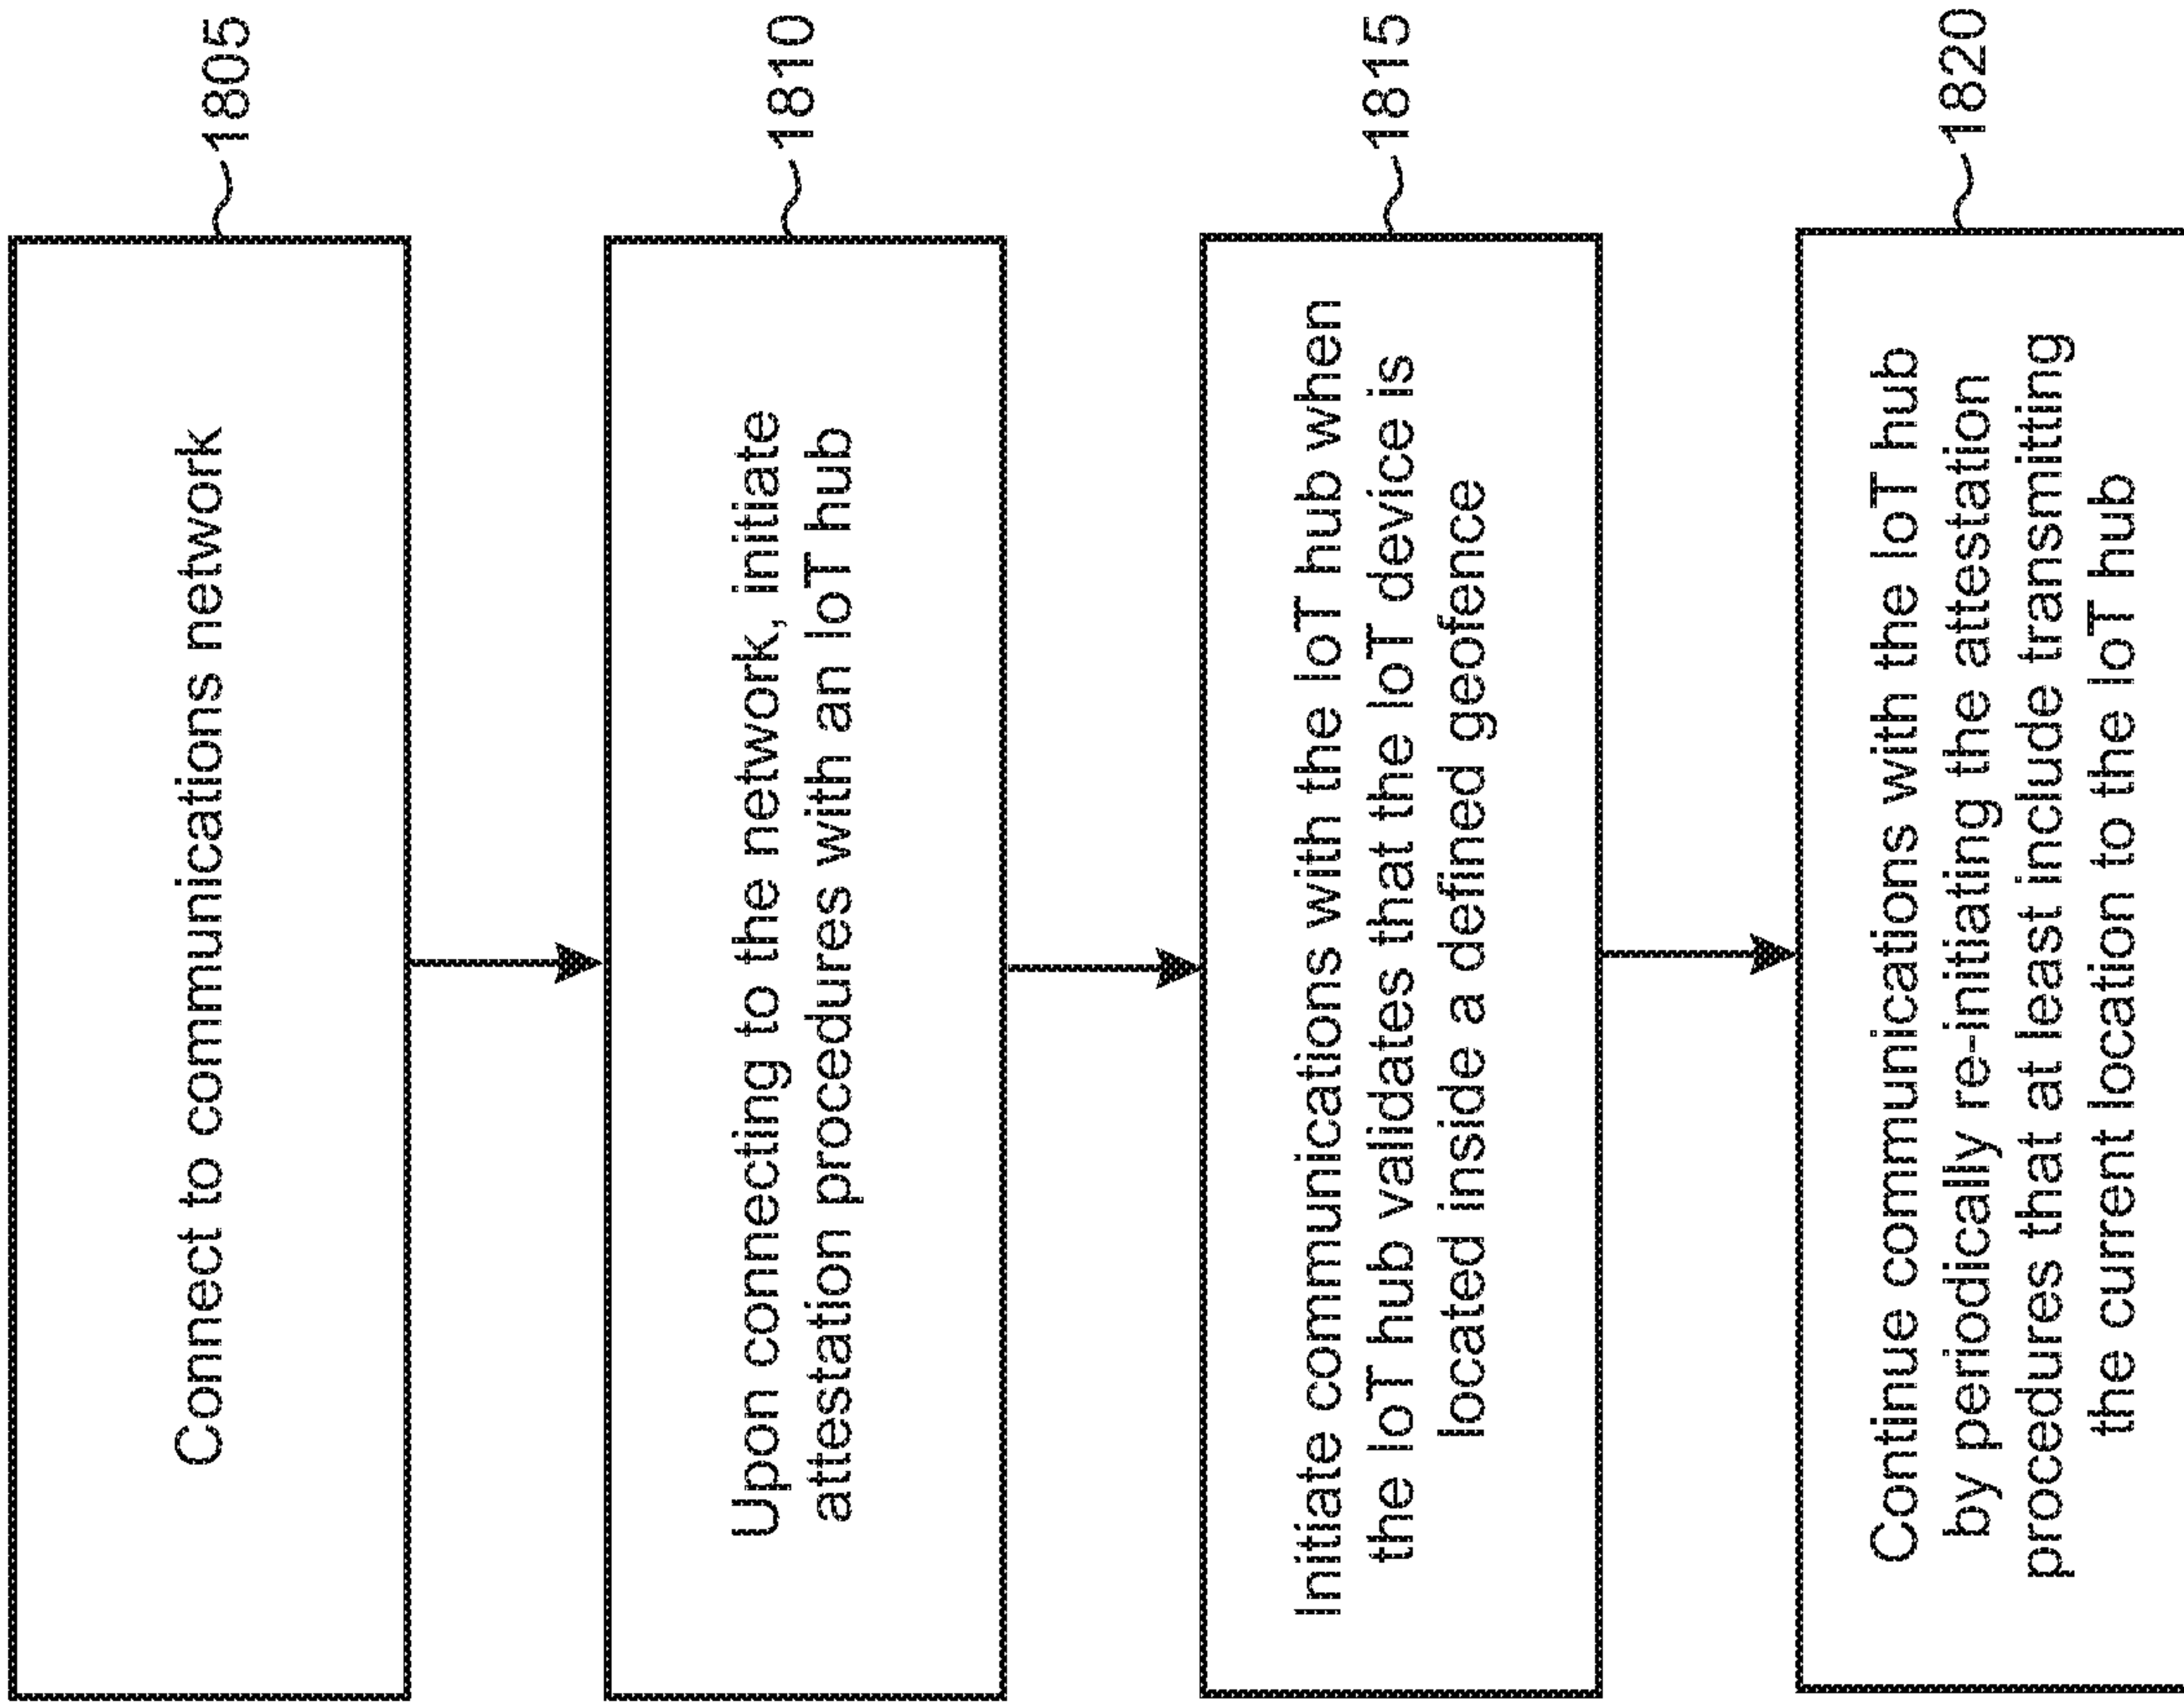 Connect to communications network
1805
Upon connecting to the network, initiate
attestation procedures with an IoT hub
1810
Initiate communications with the IoT hub when
the IoT hub validates that the IoT device is
located inside a defined geofence
1815
Continue communications with the IoT hub
by periodically re-initiating the attestation
procedures that at least include transmitting
the current location to the IoT hub
1820